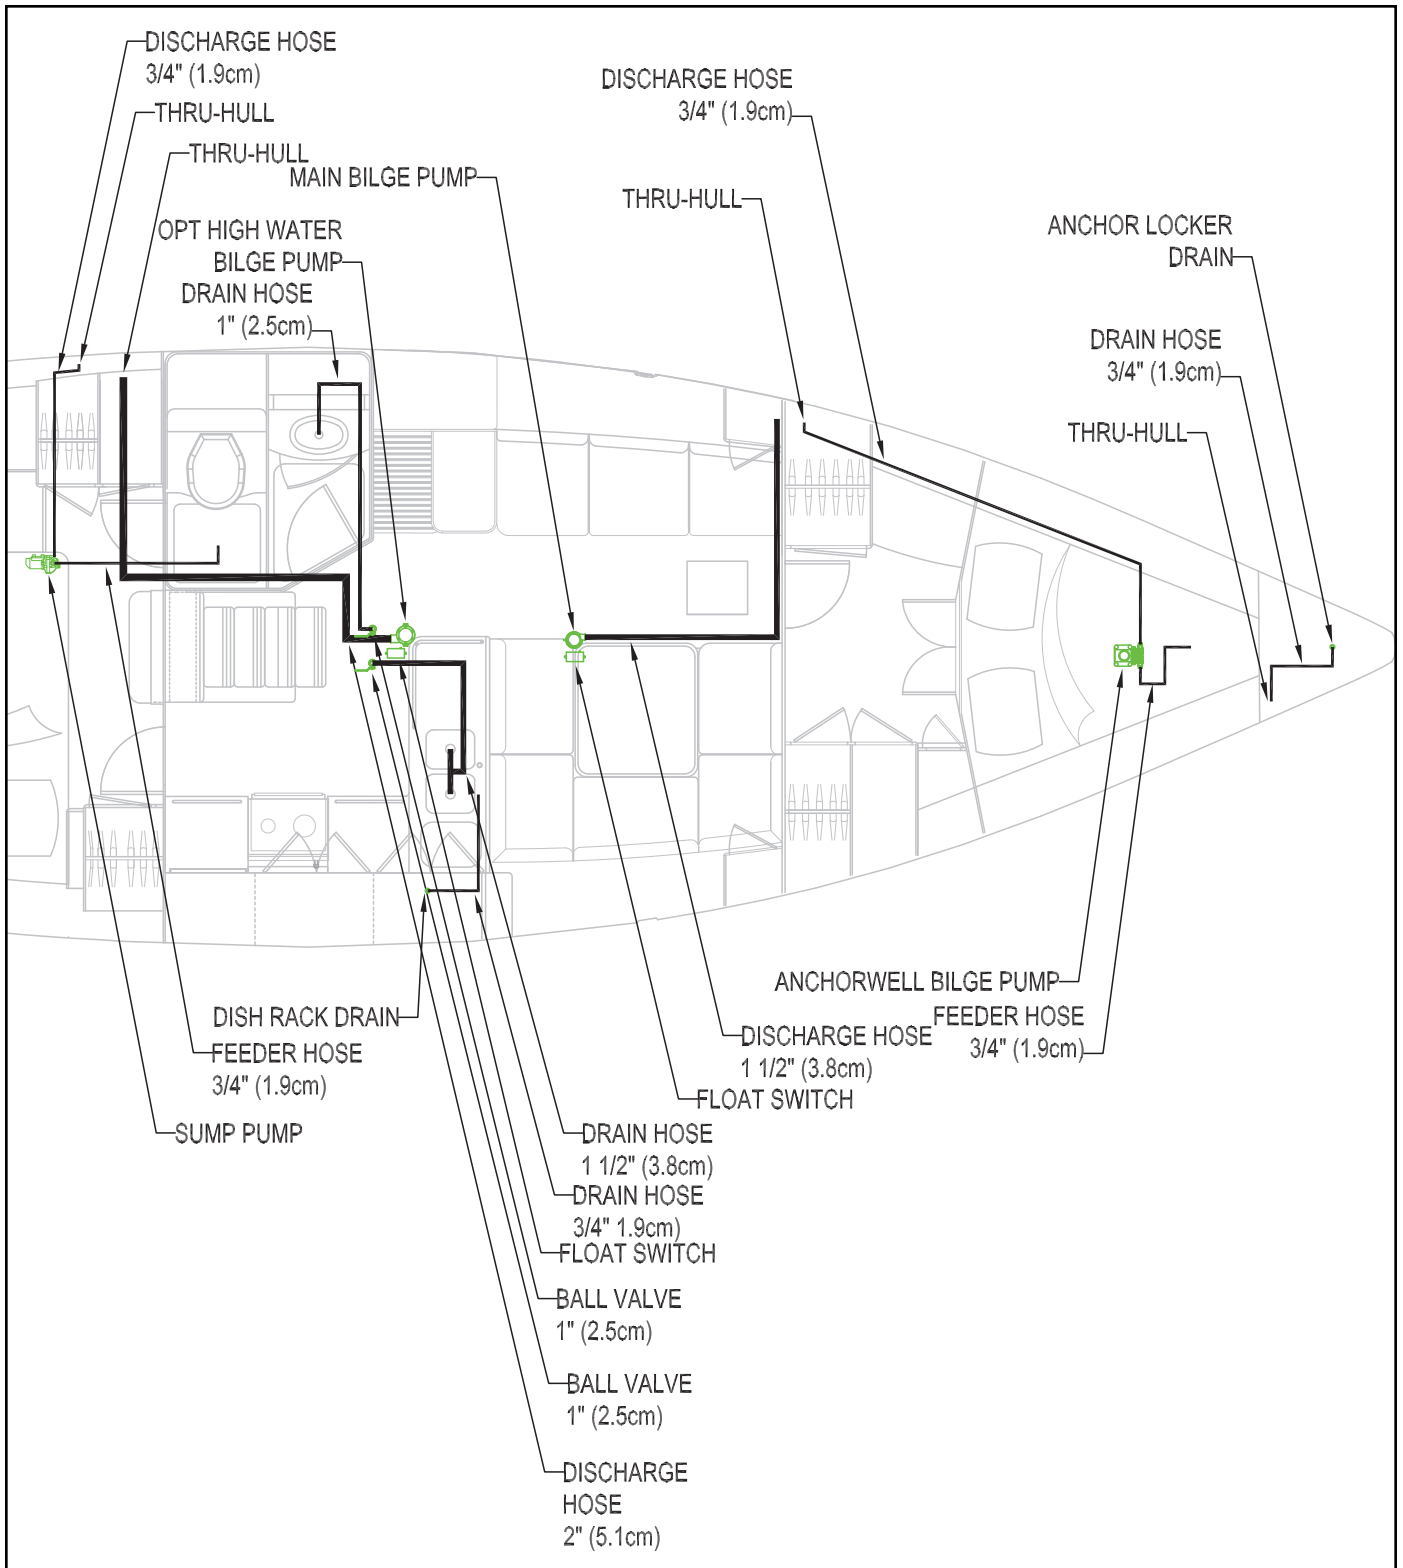 DISCHARGE HOSE
3/4" (1.9cm)
THRU-HULL
THRU-HULL
MAIN BILGE PUMP
OPT HIGH WATER
BILGE PUMP
DRAIN HOSE
1" (2.5cm)
DISCHARGE HOSE
3/4" (1.9cm)
THRU-HULL
ANCHOR LOCKER
DRAIN
DRAIN HOSE
3/4" (1.9cm)
THRU-HULL
ANCHORWELL BILGE PUMP
FEEDER HOSE
3/4" (1.9cm)
DISCHARGE HOSE
1 1/2" (3.8cm)
FLOAT SWITCH
DISH RACK DRAIN
FEEDER HOSE
3/4" (1.9cm)
SUMP PUMP
DRAIN HOSE
1 1/2" (3.8cm)
DRAIN HOSE
3/4" 1.9cm)
FLOAT SWITCH
BALL VALVE
1" (2.5cm)
BALL VALVE
1" (2.5cm)
DISCHARGE
HOSE
2" (5.1cm)